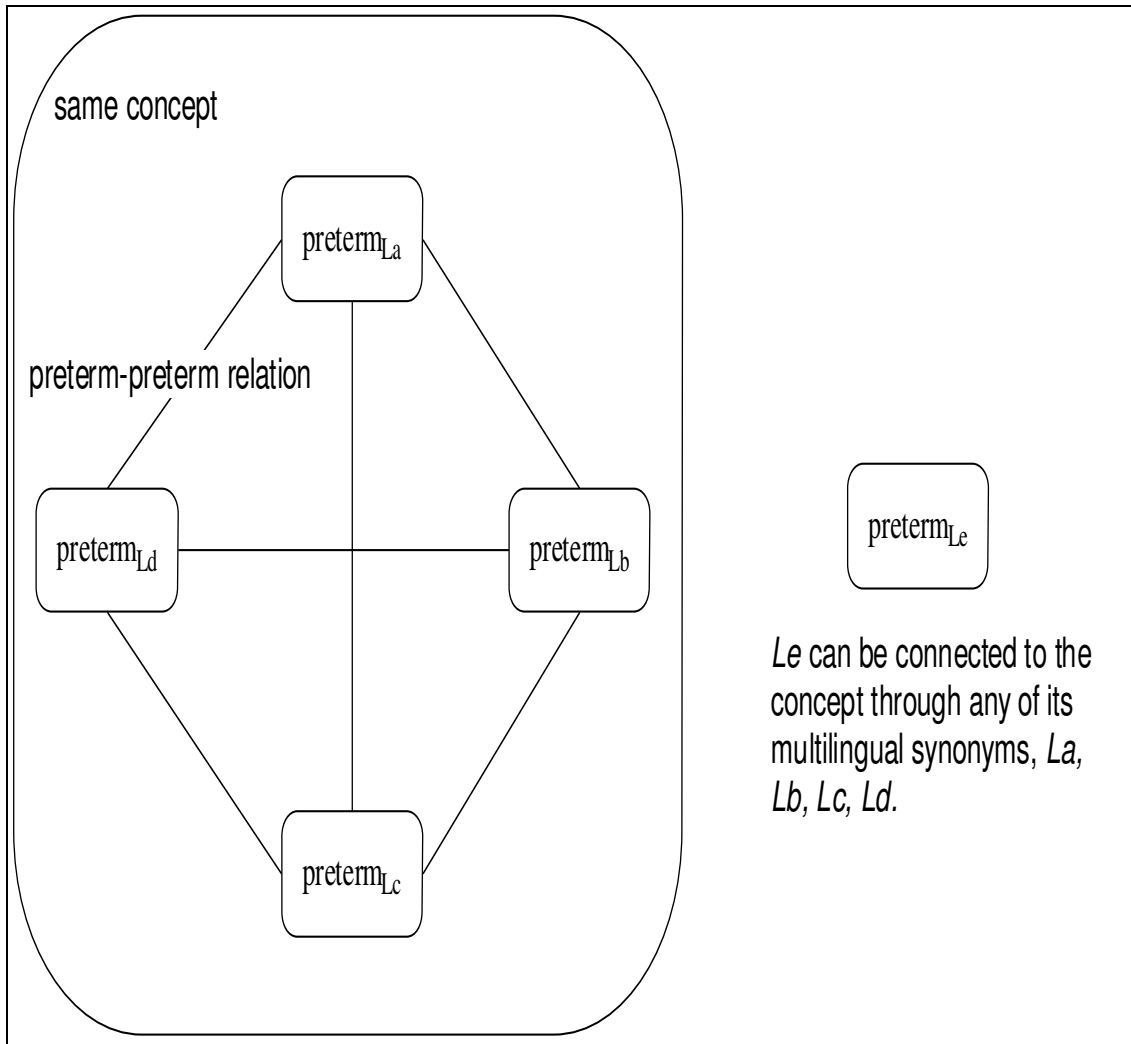 same concept
preterm_La
preterm-preterm relation
preterm_Ld
preterm_Lb
preterm_Lc
preterm_Le
Le can be connected to the
concept through any of its
multilingual synonyms, La,
Lb, Lc, Ld.